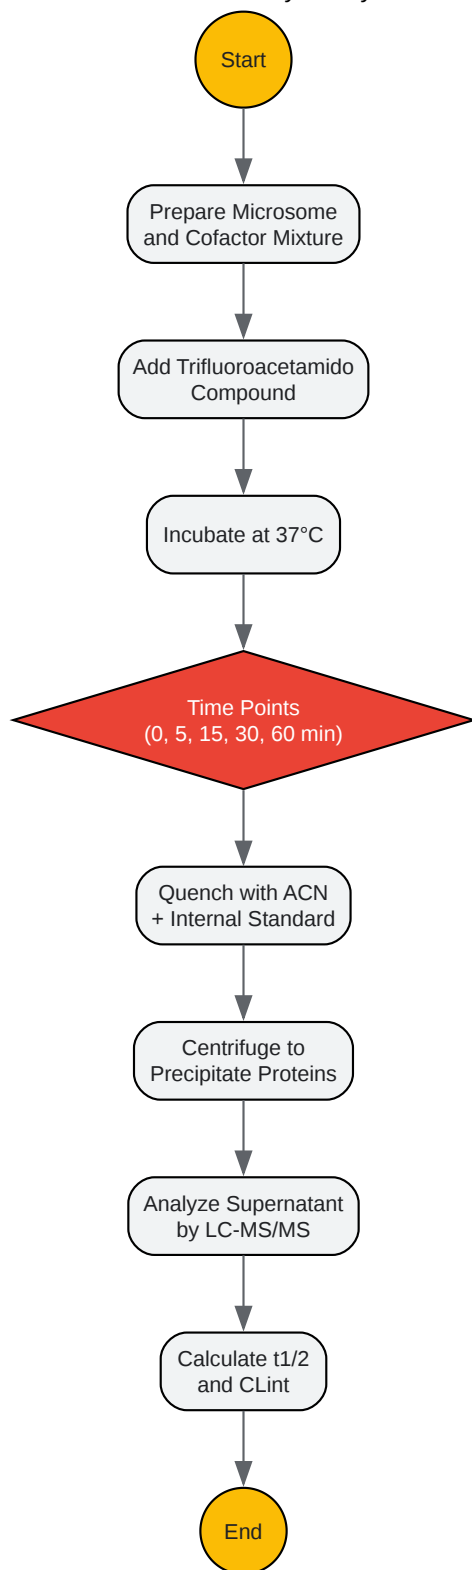 Start
Prepare Microsome
and Cofactor Mixture
Add Trifluoroacetamido
Compound
Incubate at 37°C
Time Points
(0, 5, 15, 30, 60 min)
Quench with ACN
+ Internal Standard
Centrifuge to
Precipitate Proteins
Analyze Supernatant
by LC-MS/MS
Calculate t1/2
and CLint
End